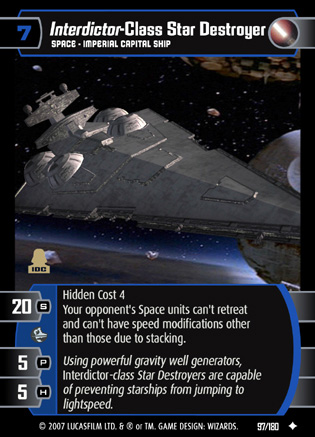 7
Interdictor-Class Star Destroyer
SPACE - IMPERIAL CAPITAL SHIP
IDC
20 S
Hidden Cost 4
Your opponent's Space units can't retreat
and can't have speed modifications other
than those due to stacking.
5 P
5 H
Using powerful gravity well generators,
Interdictor-class Star Destroyers are capable
of preventing starships from jumping to
lightspeed.
© 2007 LUCASFILM LTD. & ® or TM. GAME DESIGN: WIZARDS.
97/180